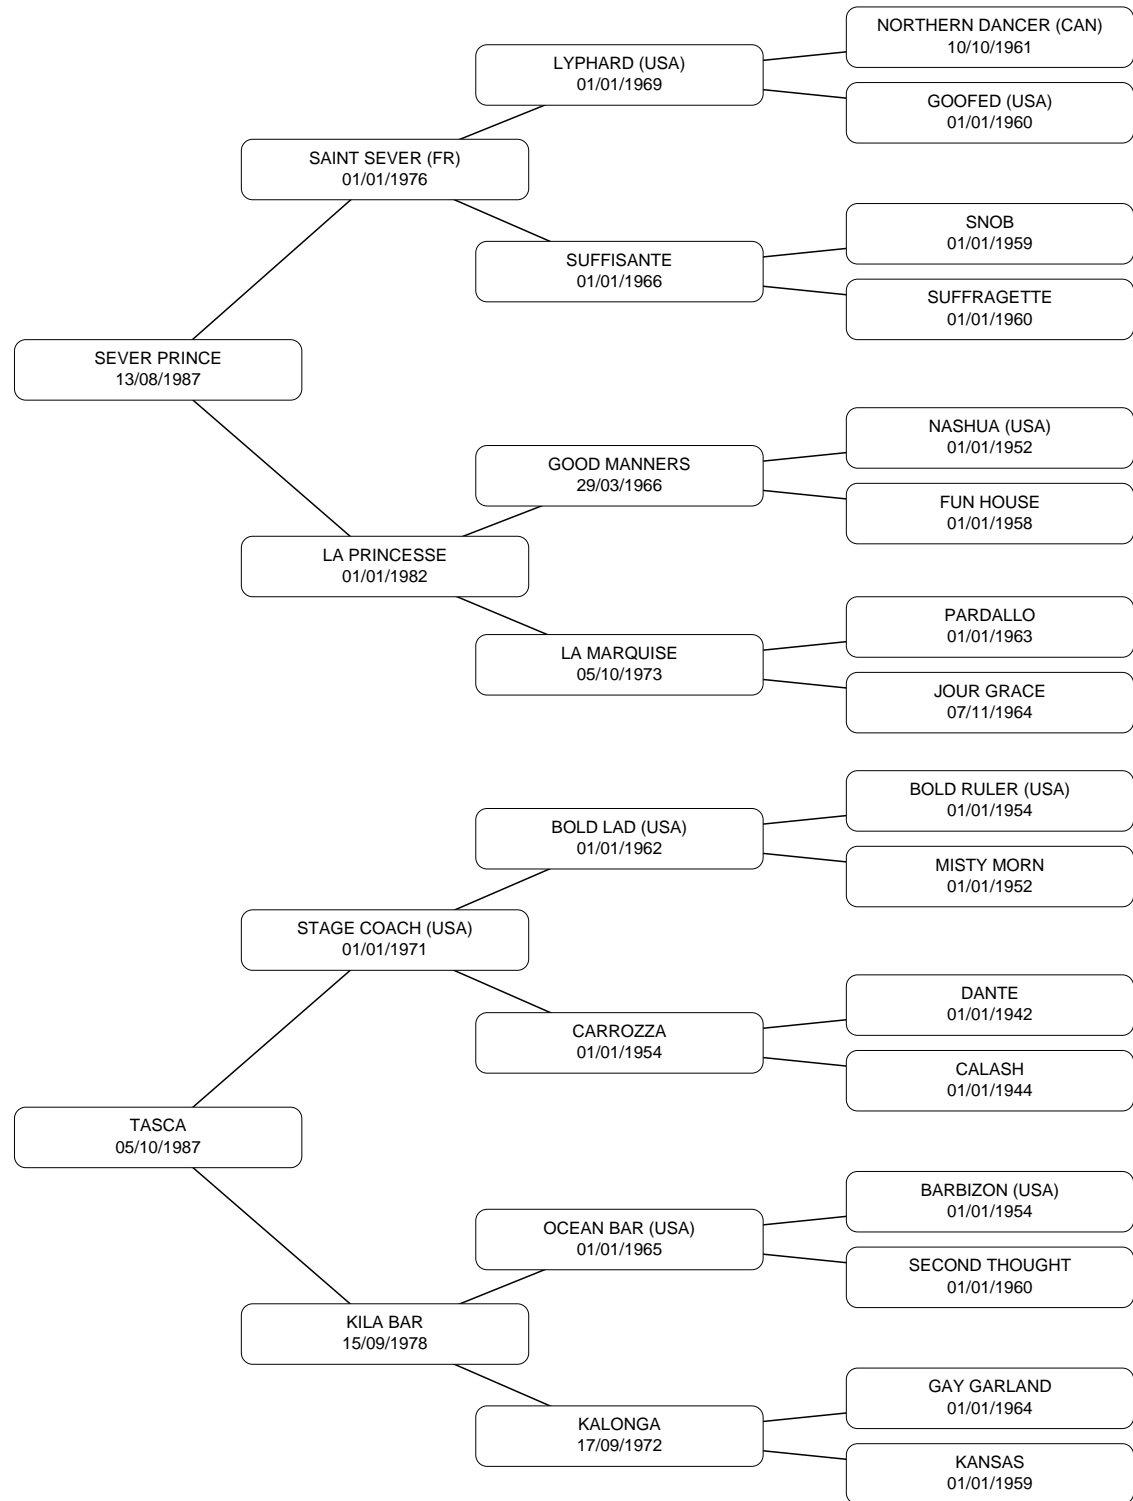 NORTHERN DANCER (CAN)
10/10/1961
LYPHARD (USA)
01/01/1969
GOOFED (USA)
01/01/1960
SAINT SEVER (FR)
01/01/1976
SNOB
01/01/1959
SUFFISANTE
01/01/1966
SUFFRAGETTE
01/01/1960
SEVER PRINCE
13/08/1987
NASHUA (USA)
01/01/1952
GOOD MANNERS
29/03/1966
FUN HOUSE
01/01/1958
LA PRINCESSE
01/01/1982
PARDALLO
01/01/1963
LA MARQUISE
05/10/1973
JOUR GRACE
07/11/1964
BOLD RULER (USA)
01/01/1954
BOLD LAD (USA)
01/01/1962
MISTY MORN
01/01/1952
STAGE COACH (USA)
01/01/1971
DANTE
01/01/1942
CARROZZA
01/01/1954
CALASH
01/01/1944
TASCA
05/10/1987
BARBIZON (USA)
01/01/1954
OCEAN BAR (USA)
01/01/1965
SECOND THOUGHT
01/01/1960
KILA BAR
15/09/1978
GAY GARLAND
01/01/1964
KALONGA
17/09/1972
KANSAS
01/01/1959